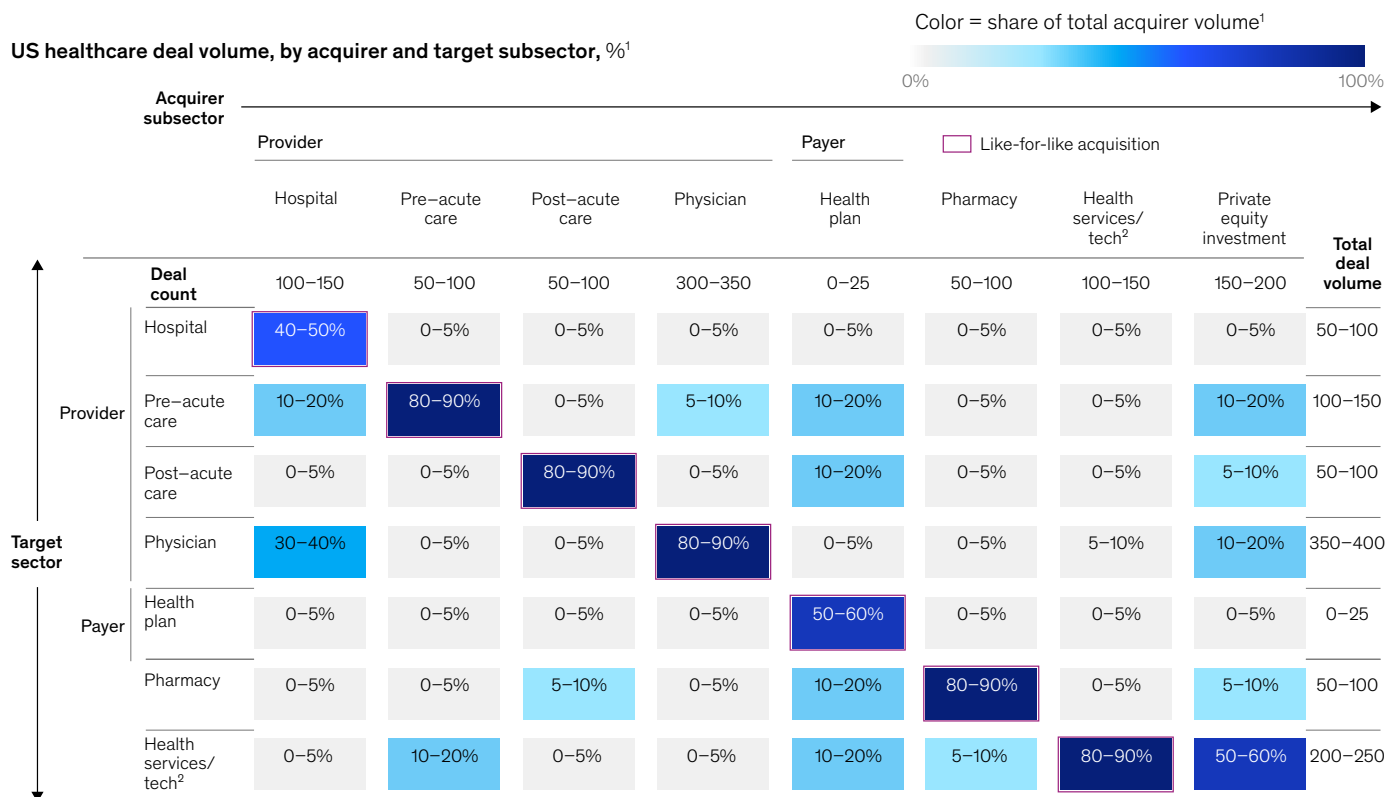 Color = share of total acquirer volume¹
US healthcare deal volume, by acquirer and target subsector, %¹
0% 100%
Acquirer
subsector
Provider Payer Like-for-like acquisition
Hospital
Pre–acute
care
Post–acute
care
Physician
Health
plan
Pharmacy
Health
services/
tech²
Private
equity
investment
Total
deal
volume
Deal
count
100–150 50–100 50–100 300–350 0–25 50–100 100–150 150–200
Provider
Hospital
40–50% 0–5% 0–5% 0–5% 0–5% 0–5% 0–5% 0–5% 50–100
Pre–acute
care
10–20% 80–90% 0–5% 5–10% 10–20% 0–5% 0–5% 10–20% 100–150
Post–acute
care
0–5% 0–5% 80–90% 0–5% 10–20% 0–5% 0–5% 5–10% 50–100
Target
sector
Physician
30–40% 0–5% 0–5% 80–90% 0–5% 0–5% 5–10% 10–20% 350–400
Payer
Health
plan
0–5% 0–5% 0–5% 0–5% 50–60% 0–5% 0–5% 0–5% 0–25
Pharmacy
0–5% 0–5% 5–10% 0–5% 10–20% 80–90% 0–5% 5–10% 50–100
Health
services/
tech²
0–5% 10–20% 0–5% 0–5% 10–20% 5–10% 80–90% 50–60% 200–250